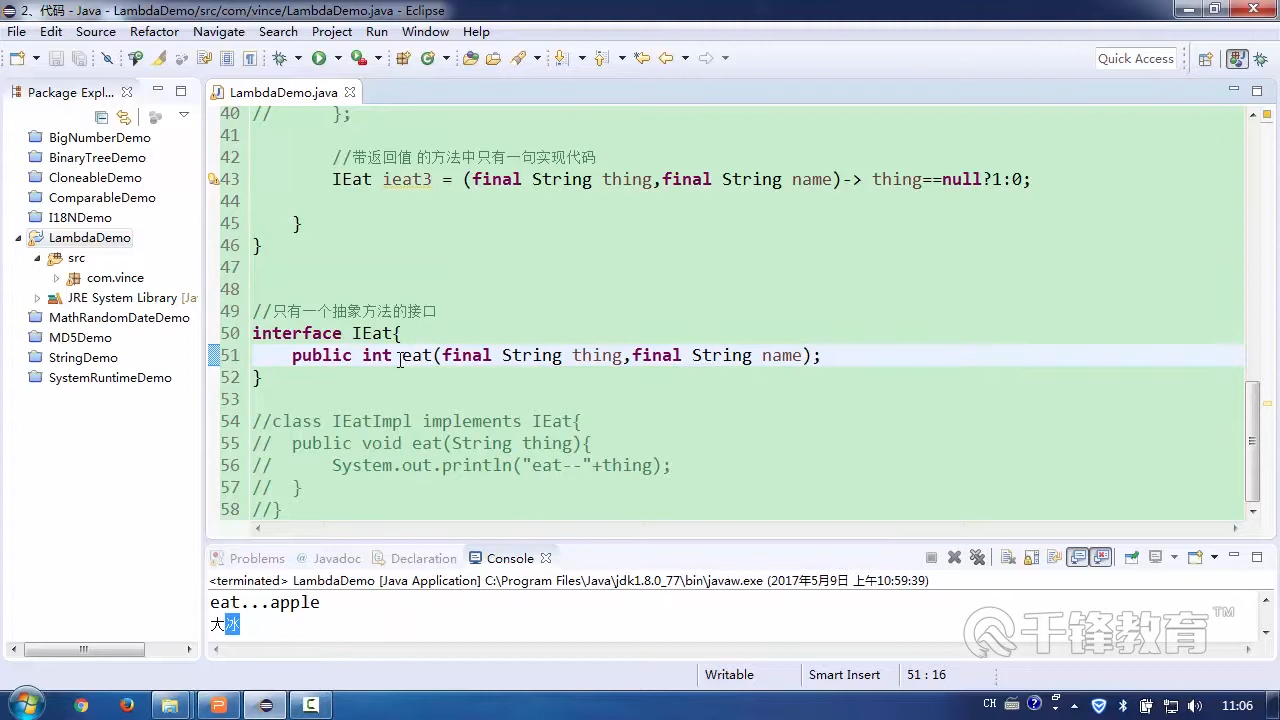 2、代码 - Java - LambdaDemo/src/com/vince/LambdaDemo.java - Eclipse
File Edit Source Refactor Navigate Search Project Run Window Help
Quick Access
Package Expl...
LambdaDemo.java
BigNumberDemo
BinaryTreeDemo
CloneableDemo
ComparableDemo
I18NDemo
LambdaDemo
src
com.vince
JRE System Library [Ja
MathRandomDateDemo
MD5Demo
StringDemo
SystemRuntimeDemo
40 // };
41
42 //带返回值 的方法中只有一句实现代码
43 IEat ieat3 = (final String thing,final String name)-> thing==null?1:0;
44
45 }
46 }
47
48
49 //只有一个抽象方法的接口
50 interface IEat{
51 public int eat(final String thing,final String name);
52 }
53
54 //class IEatImpl implements IEat{
55 // public void eat(String thing){
56 // System.out.println("eat--"+thing);
57 // }
58 //}
Problems Javadoc Declaration Console
<terminated> LambdaDemo [Java Application] C:\Program Files\Java\jdk1.8.0_77\bin\javaw.exe (2017年5月9日 上午10:59:39)
eat...apple
大冰
千锋教育™
Writable Smart Insert 51 : 16
CH 11:06